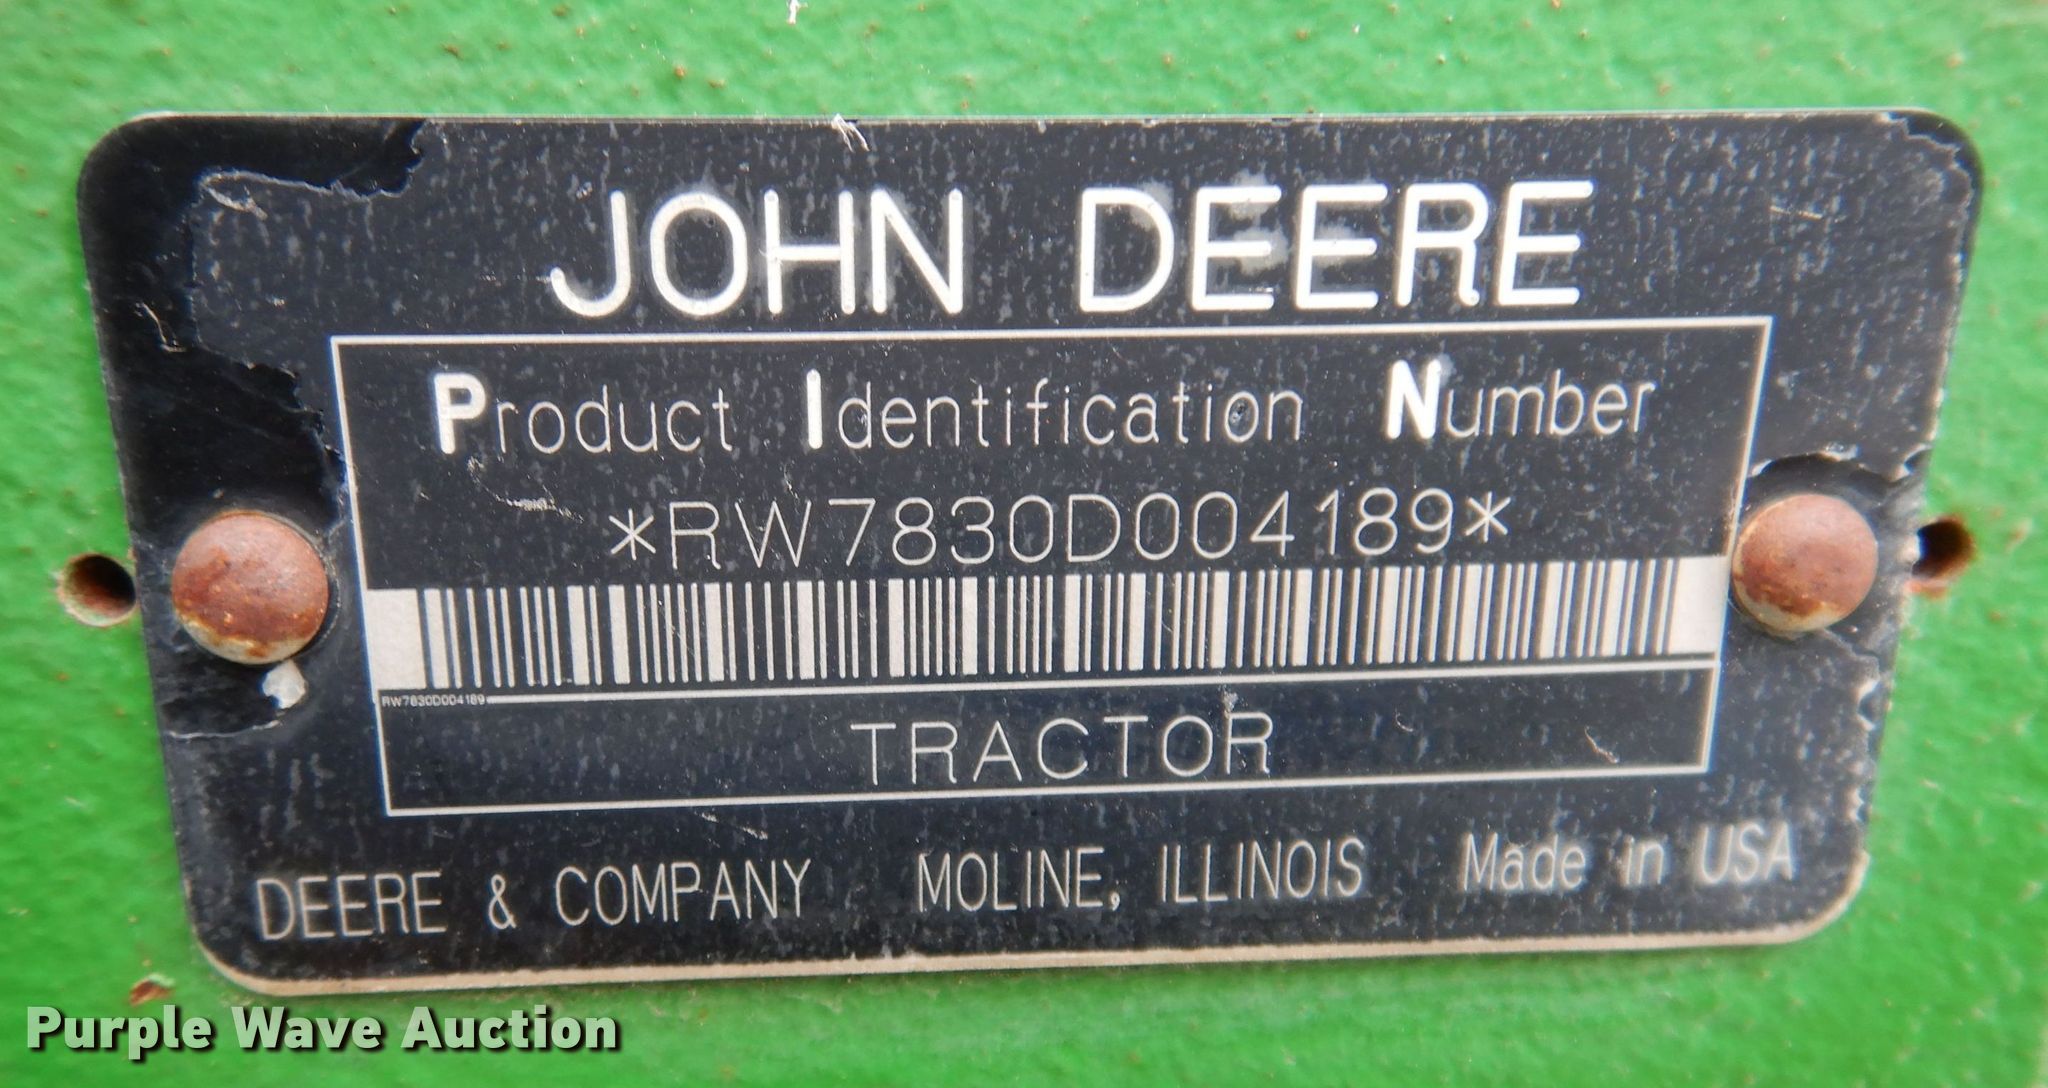 JOHN DEERE
Product Identification Number
*RW7830D004189*
RW7830D004189
TRACTOR
DEERE & COMPANY MOLINE, ILLINOIS Made in USA
Purple Wave Auction